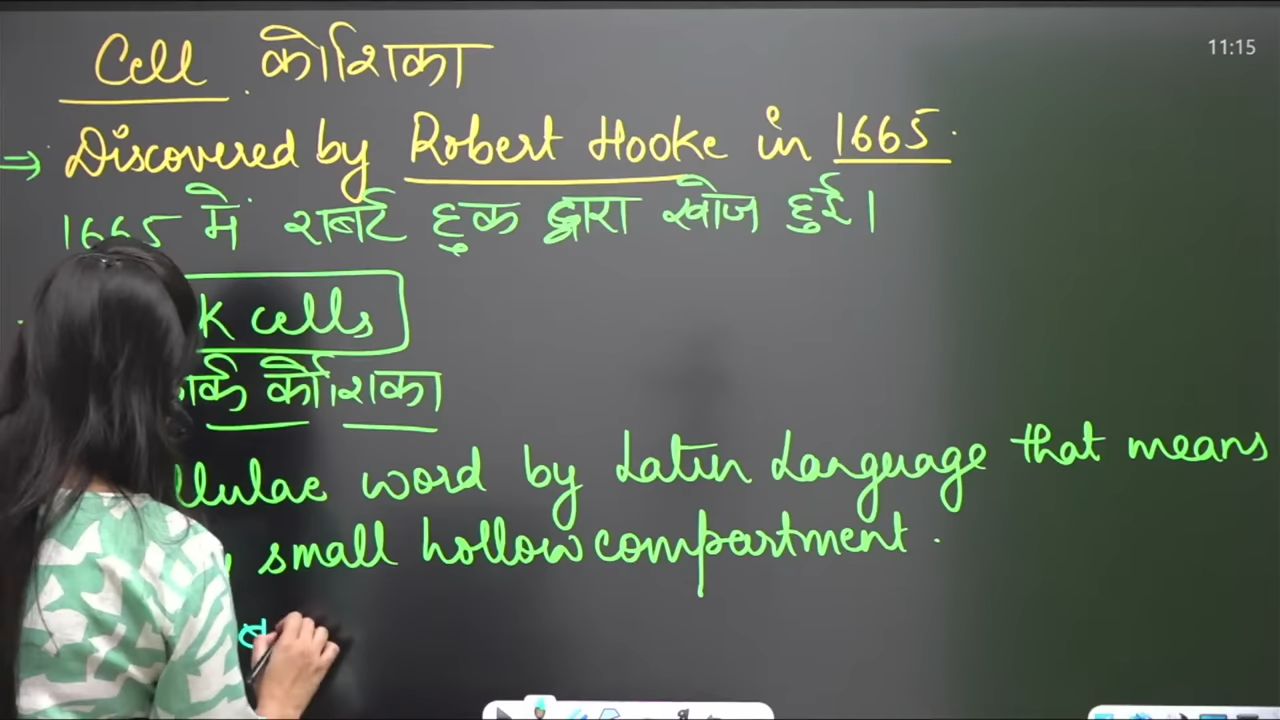 Cell कोशिका
11:15
→ Discovered by Robert Hooke in 1665.
1665 में राबर्ट हुक द्वारा खोज हुई।
k cells
र्क कोशिका
llulae word by Latin Language that means
small hollow compartment.